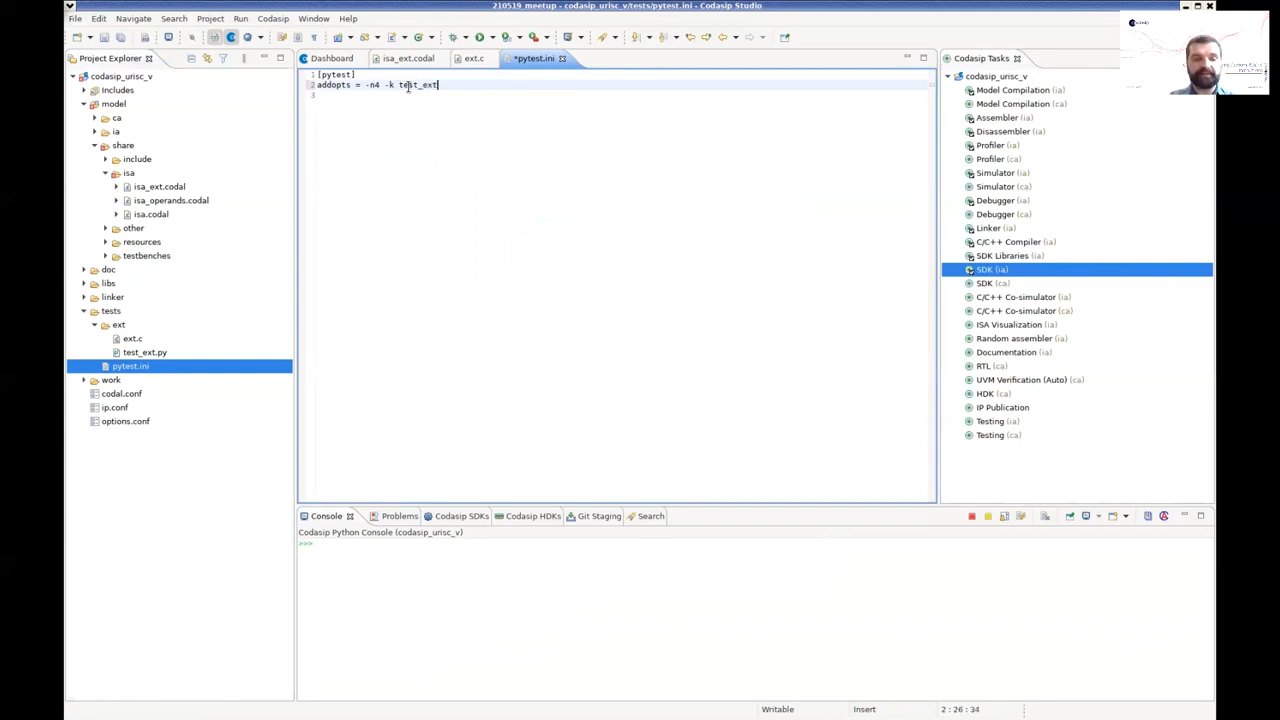 210519_meetup - codasip_urisc_v/tests/pytest.ini - Codasip Studio
File Edit Navigate Search Project Run Codasip Window Help
Project Explorer
Dashboard
isa_ext.codal
ext.c
*pytest.ini
Codasip Tasks
codasip_urisc_v
Includes
model
ca
ia
share
include
isa
isa_ext.codal
isa_operands.codal
isa.codal
other
resources
testbenches
doc
libs
linker
tests
ext
ext.c
test_ext.py
pytest.ini
work
codal.conf
ip.conf
options.conf
1 [pytest]
2 addopts = -n4 -k test_ext
3
codasip_urisc_v
Model Compilation (ia)
Model Compilation (ca)
Assembler (ia)
Disassembler (ia)
Profiler (ia)
Profiler (ca)
Simulator (ia)
Simulator (ca)
Debugger (ia)
Debugger (ca)
Linker (ia)
C/C++ Compiler (ia)
SDK Libraries (ia)
SDK (ia)
SDK (ca)
C/C++ Co-simulator (ia)
C/C++ Co-simulator (ca)
ISA Visualization (ia)
Random assembler (ia)
Documentation (ia)
RTL (ca)
UVM Verification (Auto) (ca)
HDK (ca)
IP Publication
Testing (ia)
Testing (ca)
Console
Problems
Codasip SDKs
Codasip HDKs
Git Staging
Search
Codasip Python Console (codasip_urisc_v)
>>>
Writable
Insert
2 : 26 : 34